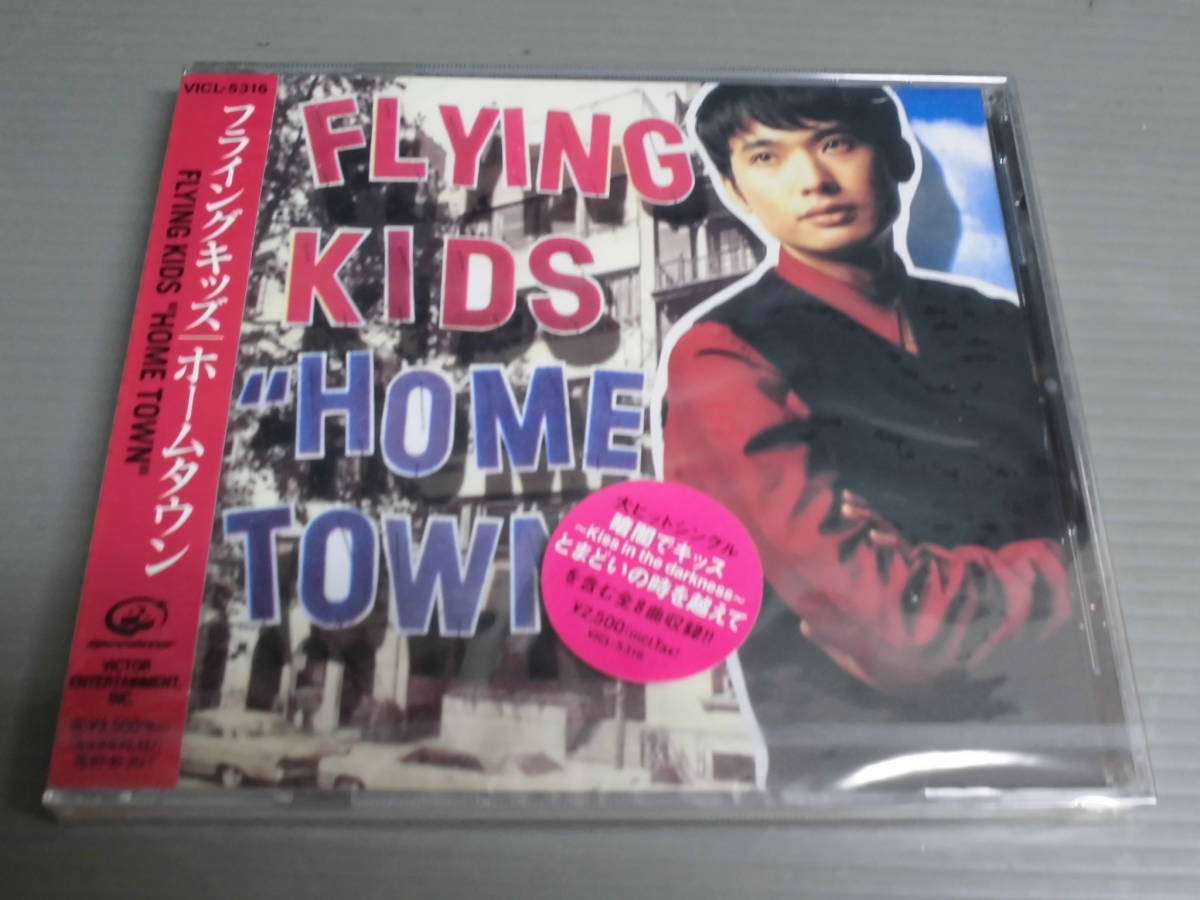 VICL-5316
フライングキッズ|ホームタウン
FLYING KIDS "HOME TOWN"
VICTOR
ENTERTAINMENT,
INC.
FLYING
KIDS
"HOME
TOWN
大ヒットシングル
暗闇でキッス
~Kiss in the darkness~
とまどいの時を越えて
を含む全8曲収録!!
¥2,500(incl.Tax)
VICL-5316